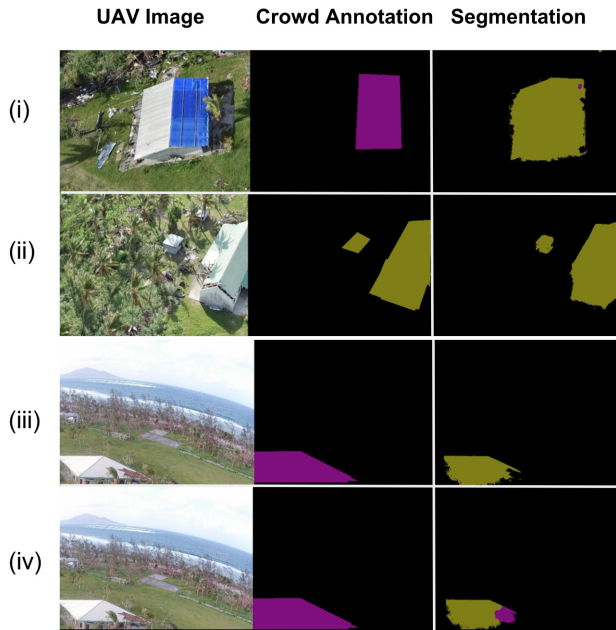 UAV Image Crowd Annotation Segmentation
(i)
(ii)
(iii)
(iv)